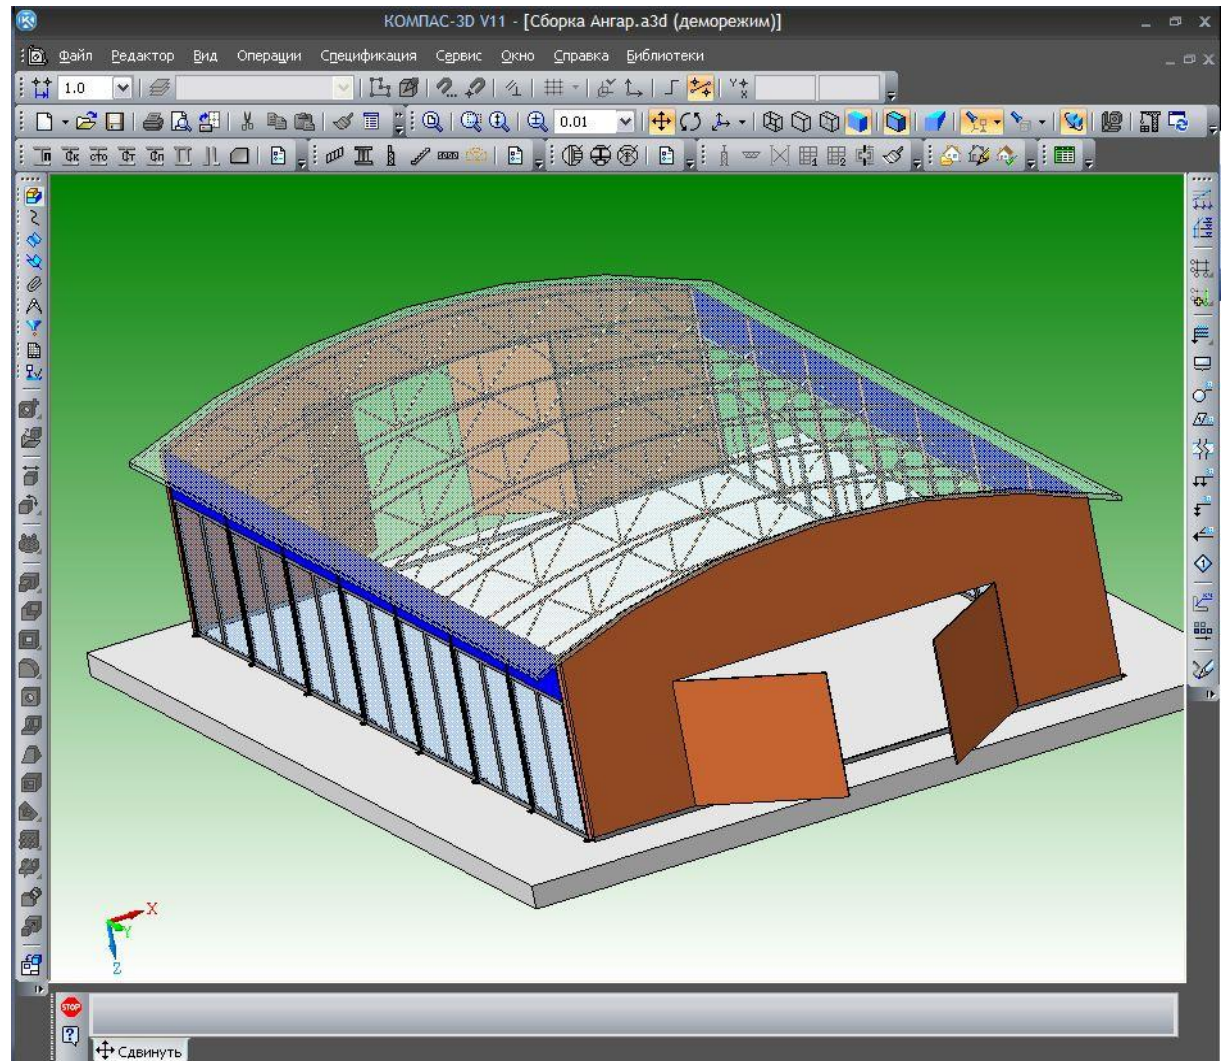 КОМПАС-3D V11 - [Сборка Ангар.a3d (деморежим)]
Файл Редактор Вид Операции Спецификация Сервис Окно Справка Библиотеки
1.0
0.01
X
Y
Z
STOP
Сдвинуть